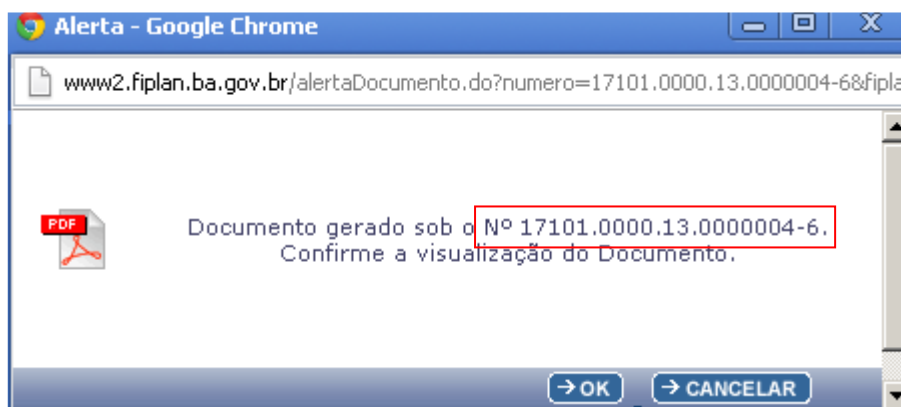 Alerta - Google Chrome
www2.fiplan.ba.gov.br/alertaDocumento.do?numero=17101.0000.13.0000004-6&fipla
PDF
Documento gerado sob o Nº 17101.0000.13.0000004-6.
Confirme a visualização do Documento.
OK CANCELAR